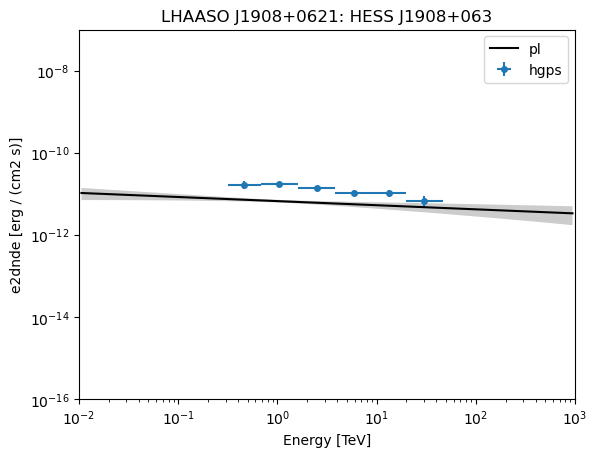 LHAASO J1908+0621: HESS J1908+063
e2dnde [erg / (cm2 s)]
10⁻⁸
10⁻¹⁰
10⁻¹²
10⁻¹⁴
10⁻¹⁶
pl
hgps
10⁻² 10⁻¹ 10⁰ 10¹ 10² 10³
Energy [TeV]